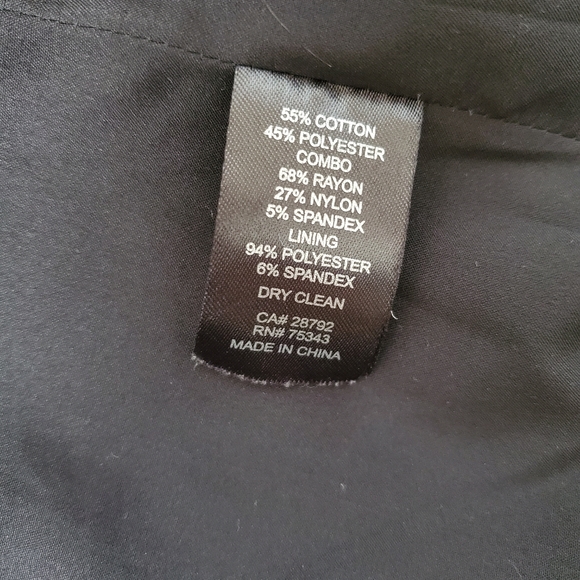 55% COTTON
45% POLYESTER
COMBO
68% RAYON
27% NYLON
5% SPANDEX
LINING
94% POLYESTER
6% SPANDEX
DRY CLEAN
CA# 28792
RN# 75343
MADE IN CHINA